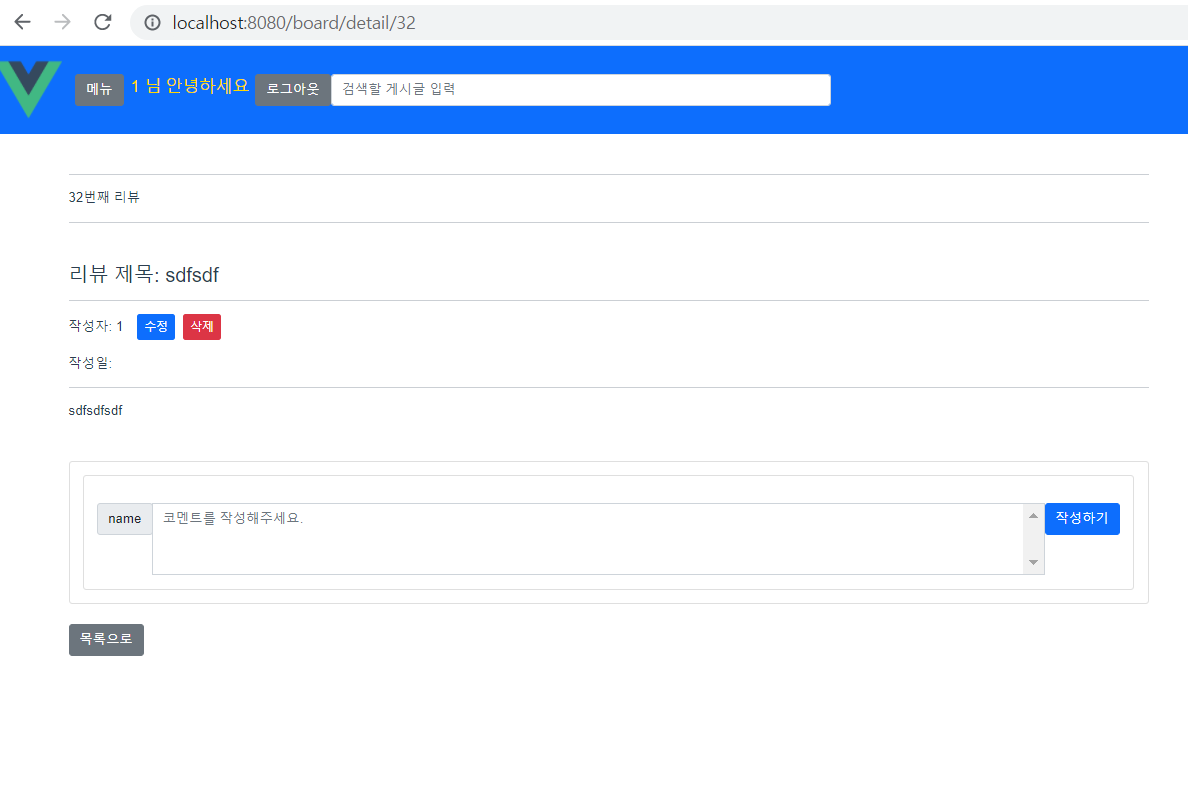 localhost:8080/board/detail/32
메뉴 1 님 안녕하세요 로그아웃 검색할 게시글 입력
32번째 리뷰
리뷰 제목: sdfsdf
작성자: 1 수정 삭제
작성일:
sdfsdfsdf
name 코멘트를 작성해주세요. 작성하기
목록으로